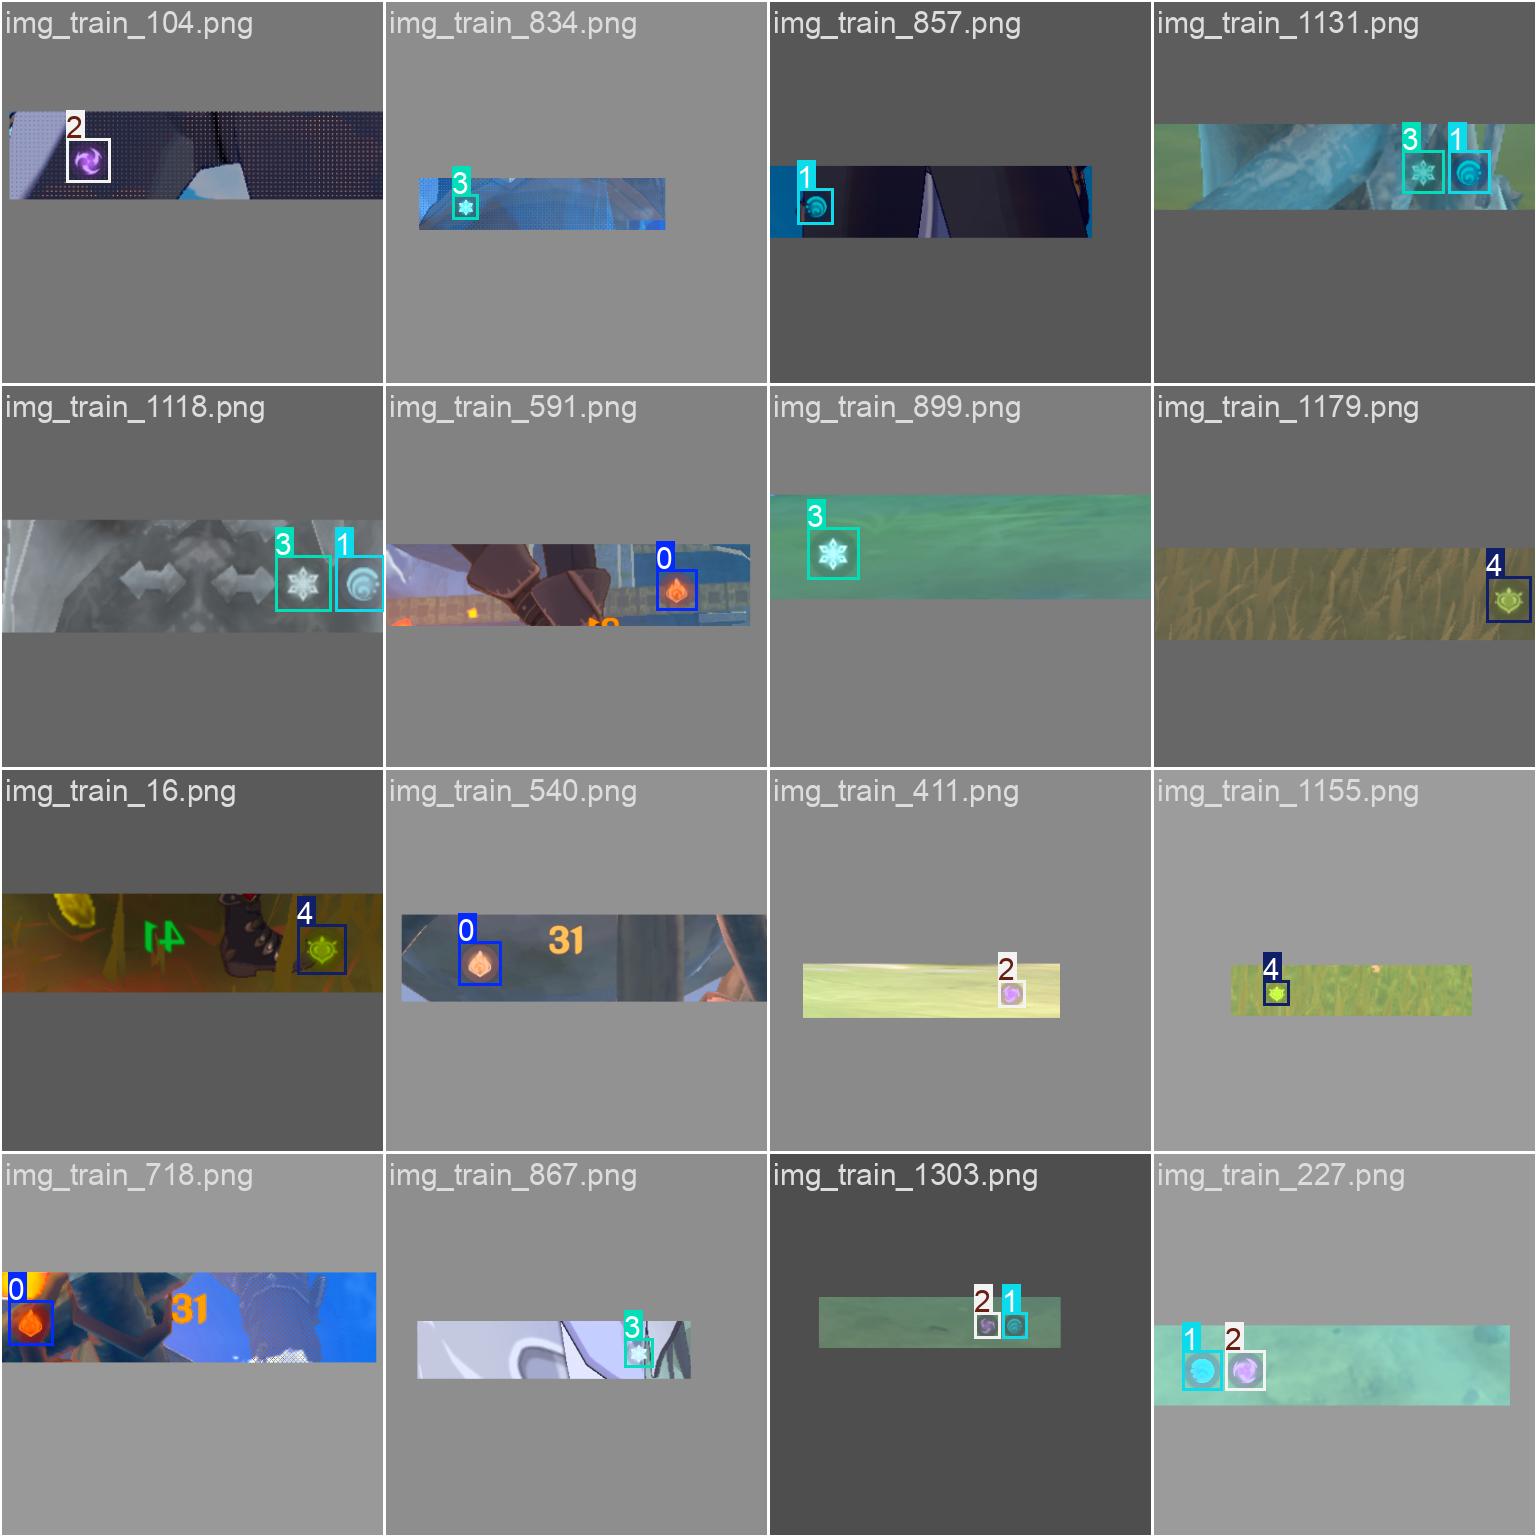 img_train_104.png
img_train_834.png
img_train_857.png
img_train_1131.png
2
3
1
3 1
img_train_1118.png
img_train_591.png
img_train_899.png
img_train_1179.png
3 1
0
3
4
img_train_16.png
img_train_540.png
img_train_411.png
img_train_1155.png
41
4
0
31
2
4
img_train_718.png
img_train_867.png
img_train_1303.png
img_train_227.png
0
31
3
2 1
1 2